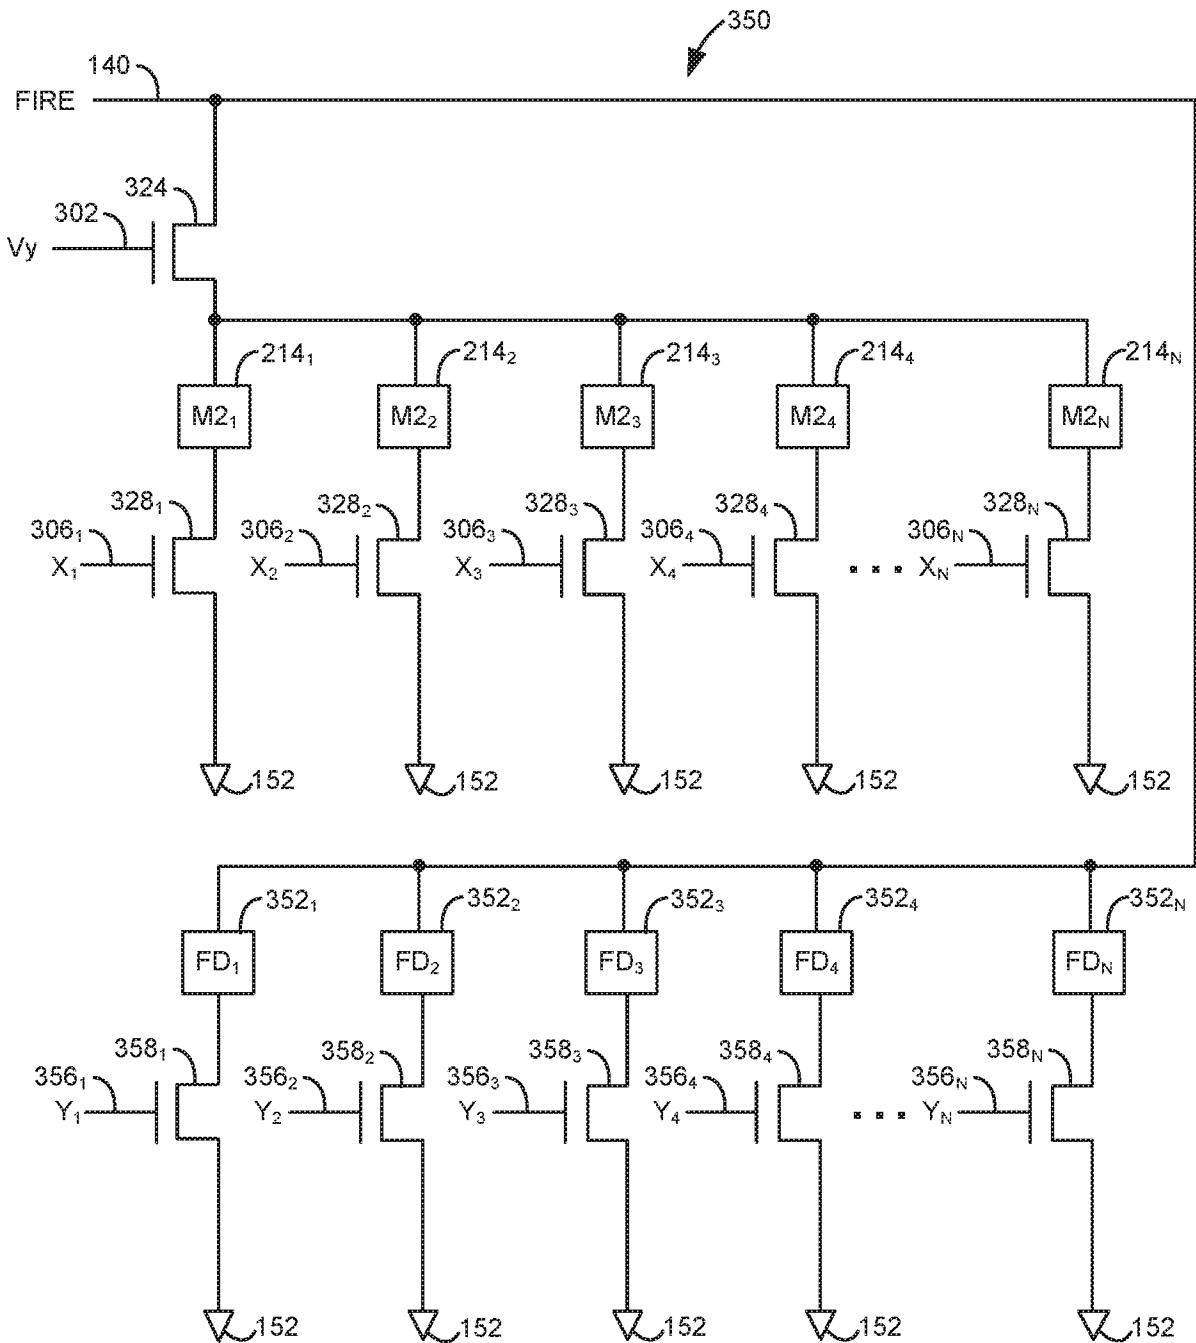 350
140
FIRE
324
302
Vy
214₁ 214₂ 214₃ 214₄ 214N
M2₁ M2₂ M2₃ M2₄ M2N
328₁ 328₂ 328₃ 328₄ 328N
306₁ 306₂ 306₃ 306₄ 306N
X₁ X₂ X₃ X₄ ... XN
152 152 152 152 152
352₁ 352₂ 352₃ 352₄ 352N
FD₁ FD₂ FD₃ FD₄ FDN
358₁ 358₂ 358₃ 358₄ 358N
356₁ 356₂ 356₃ 356₄ 356N
Y₁ Y₂ Y₃ Y₄ ... YN
152 152 152 152 152